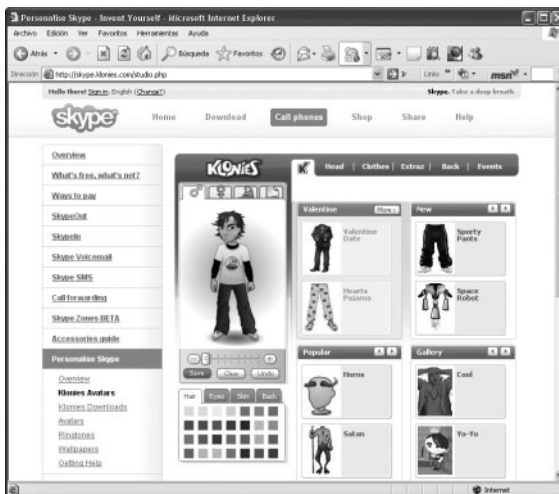 Personalise Skype - Invent Yourself - Microsoft Internet Explorer
Archivo Edición Ver Favoritos Herramientas Ayuda
Atrás Búsqueda Favoritos
Dirección http://skype.klonies.com/studio.php Ir Links » msn
Hello there! Sign in. English (Change?) Skype. Take a deep breath
skype Home Download Call phones Shop Share Help
Overview
What's free, what's not?
Ways to pay
SkypeOut
SkypeIn
Skype Voicemail
Skype SMS
Call forwarding
Skype Zones BETA
Accessories guide
Personalise Skype
Overview
Klonies Avatars
Klonies Downloads
Avatars
Ringtones
Wallpapers
Getting Help
KLONIES
Save Clear Undo
Hair Eyes Skin Back
K Head | Clothes | Extraz | Back | Events
Valentine More
Valentine
Date
Hearts
Pajama
New
Sporty
Pants
Space
Robot
Popular
Horns
Satan
Gallery
Cool
Yo-Yo
Internet